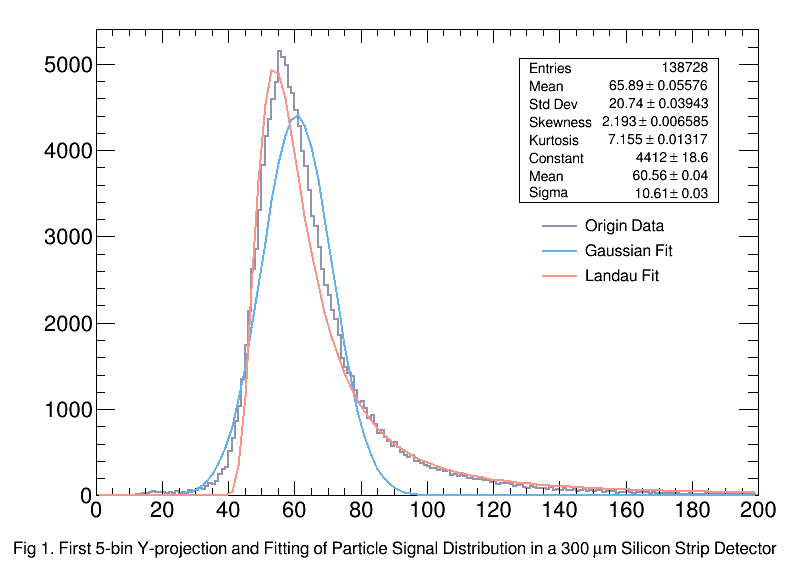 5000
4000
3000
2000
1000
0
0 20 40 60 80 100 120 140 160 180 200
Entries 138728
Mean 65.89 ± 0.05576
Std Dev 20.74 ± 0.03943
Skewness 2.193 ± 0.006585
Kurtosis 7.155 ± 0.01317
Constant 4412 ± 18.6
Mean 60.56 ± 0.04
Sigma 10.61 ± 0.03
Origin Data
Gaussian Fit
Landau Fit
Fig 1. First 5-bin Y-projection and Fitting of Particle Signal Distribution in a 300 μm Silicon Strip Detector